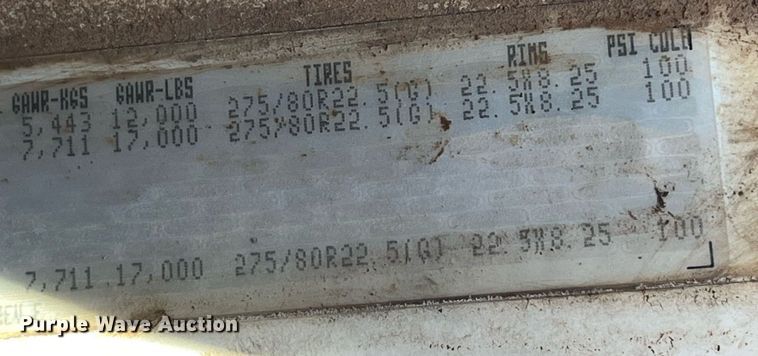 GAWR-KGS GAWR-LBS TIRES RIMS PSI COLD
5,443 12,000 275/80R22.5(G) 22.5X8.25 100
7,711 17,000 275/80R22.5(G) 22.5X8.25 100
7,711 17,000 275/80R22.5(G) 22.5X8.25 100
Purple Wave Auction